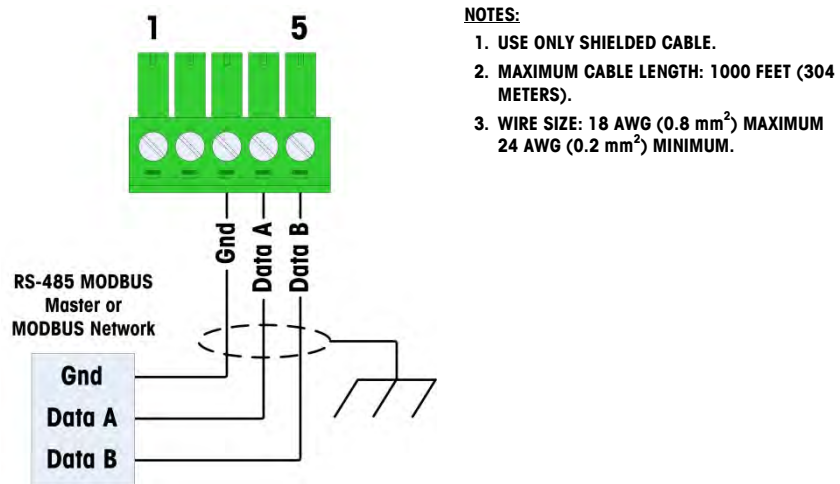 1 5
Gnd
Data A
Data B
RS-485 MODBUS
Master or
MODBUS Network
Gnd
Data A
Data B
NOTES:
1. USE ONLY SHIELDED CABLE.
2. MAXIMUM CABLE LENGTH: 1000 FEET (304
METERS).
3. WIRE SIZE: 18 AWG (0.8 mm²) MAXIMUM
24 AWG (0.2 mm²) MINIMUM.